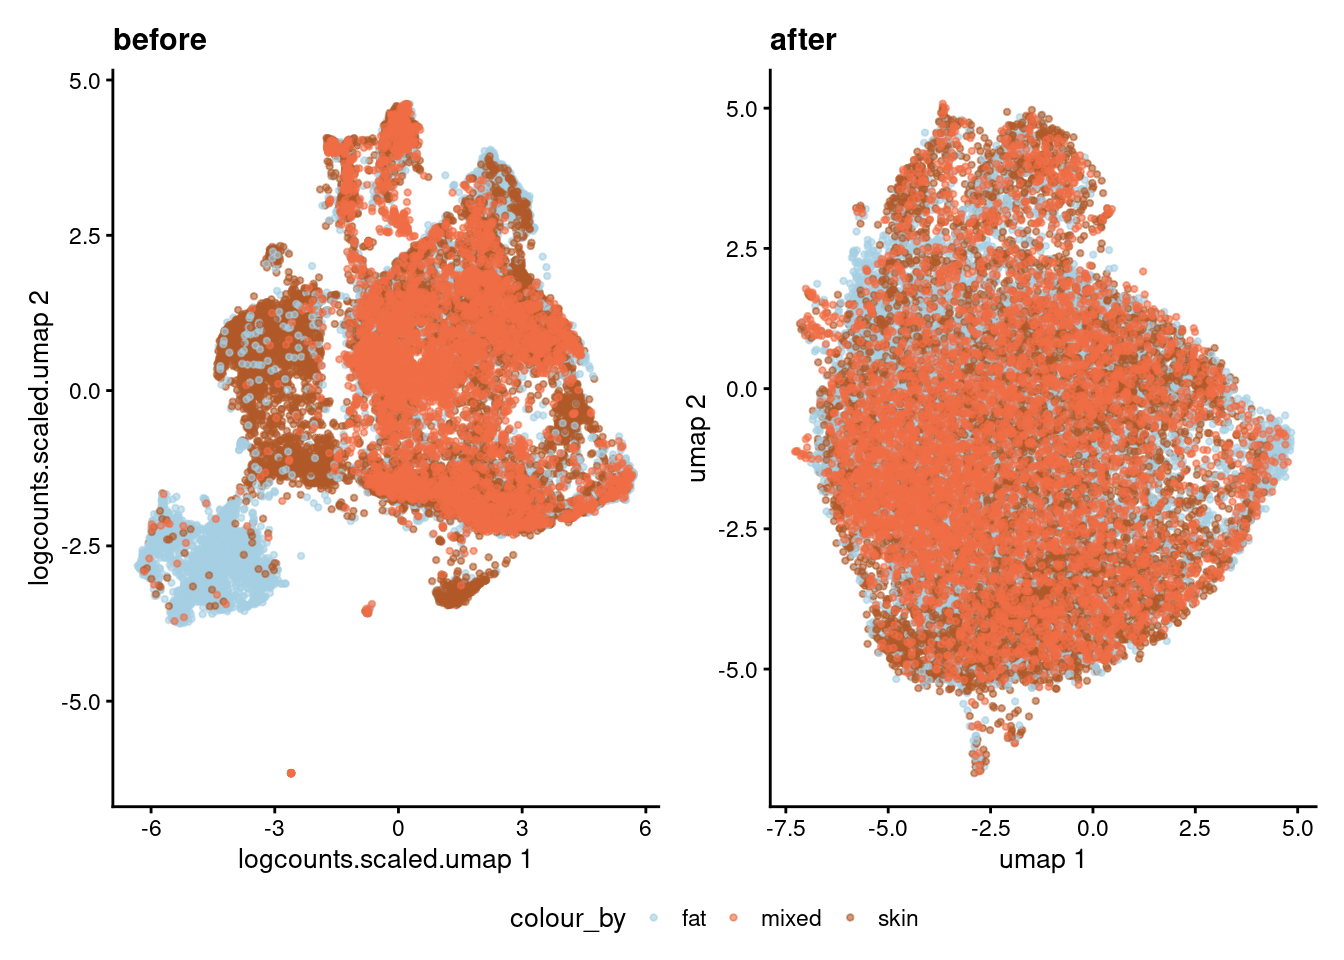 before
5.0
2.5
0.0
-2.5
-5.0
logcounts.scaled.umap 2
-6 -3 0 3 6
logcounts.scaled.umap 1
after
5.0
2.5
0.0
-2.5
-5.0
umap 2
-7.5 -5.0 -2.5 0.0 2.5 5.0
umap 1
colour_by fat mixed skin